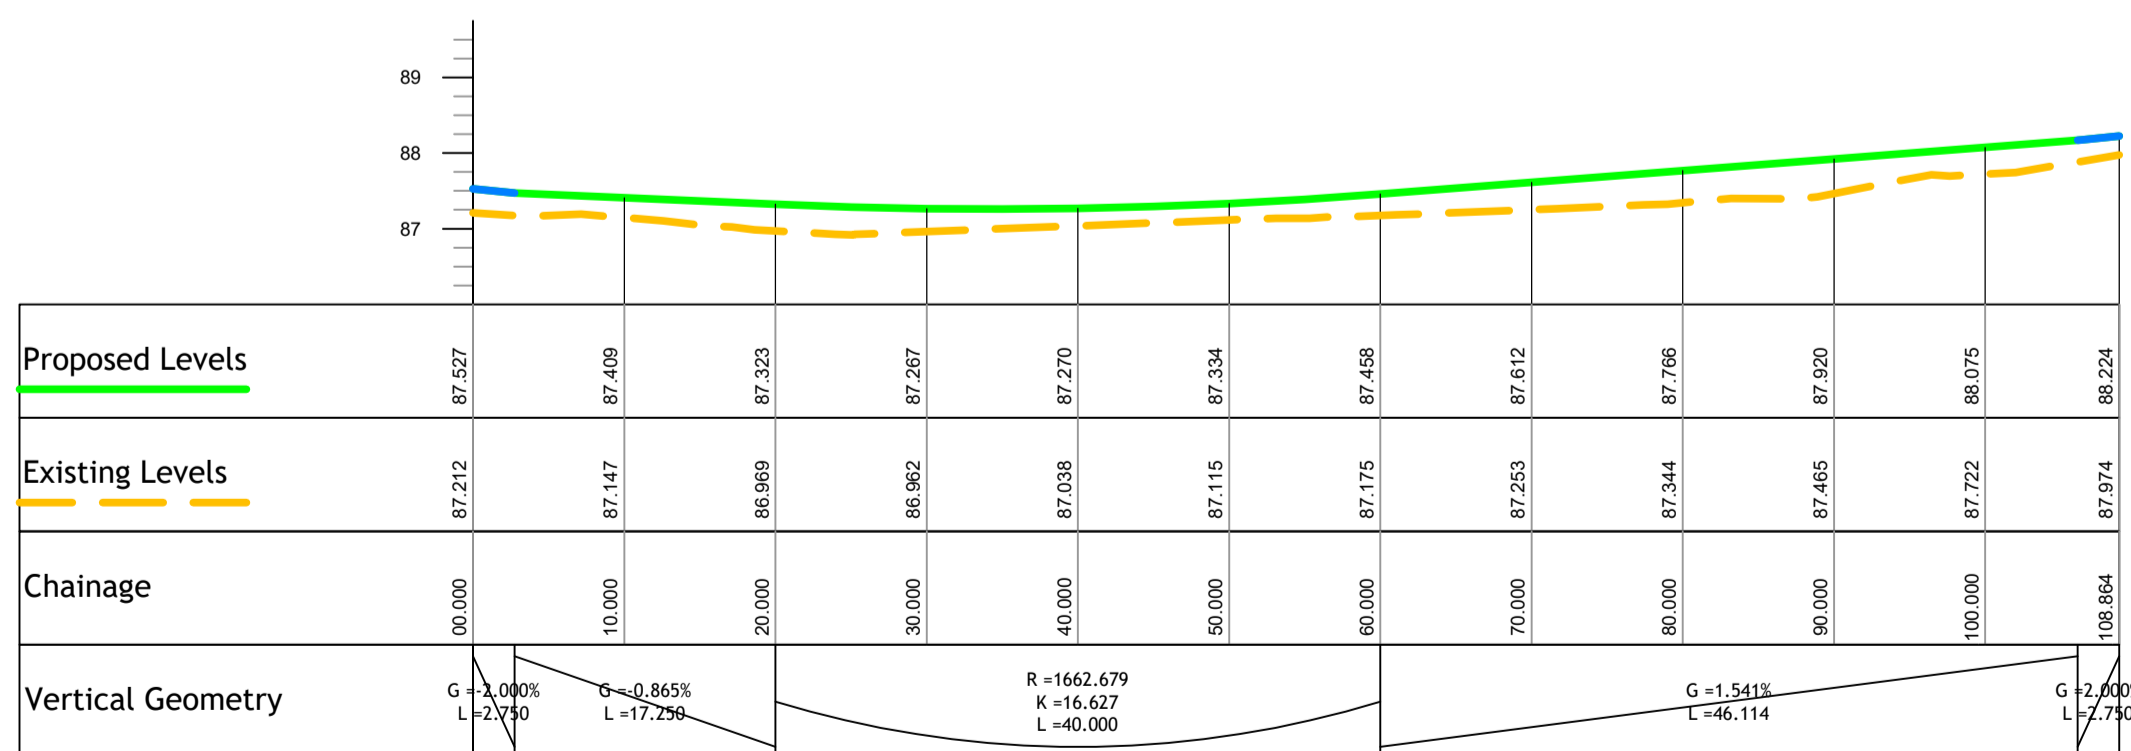 89
88
87
Proposed Levels
87.527 87.409 87.323 87.267 87.270 87.334 87.458 87.612 87.766 87.920 88.075 88.224
Existing Levels
87.212 87.147 86.969 86.962 87.038 87.115 87.175 87.253 87.344 87.465 87.722 87.974
Chainage
00.000 10.000 20.000 30.000 40.000 50.000 60.000 70.000 80.000 90.000 100.000 108.864
Vertical Geometry
G =-2.000%
L =2.750
G =-0.865%
L =17.250
R =1662.679
K =16.627
L =40.000
G =1.541%
L =46.114
G =2.000%
L =2.750